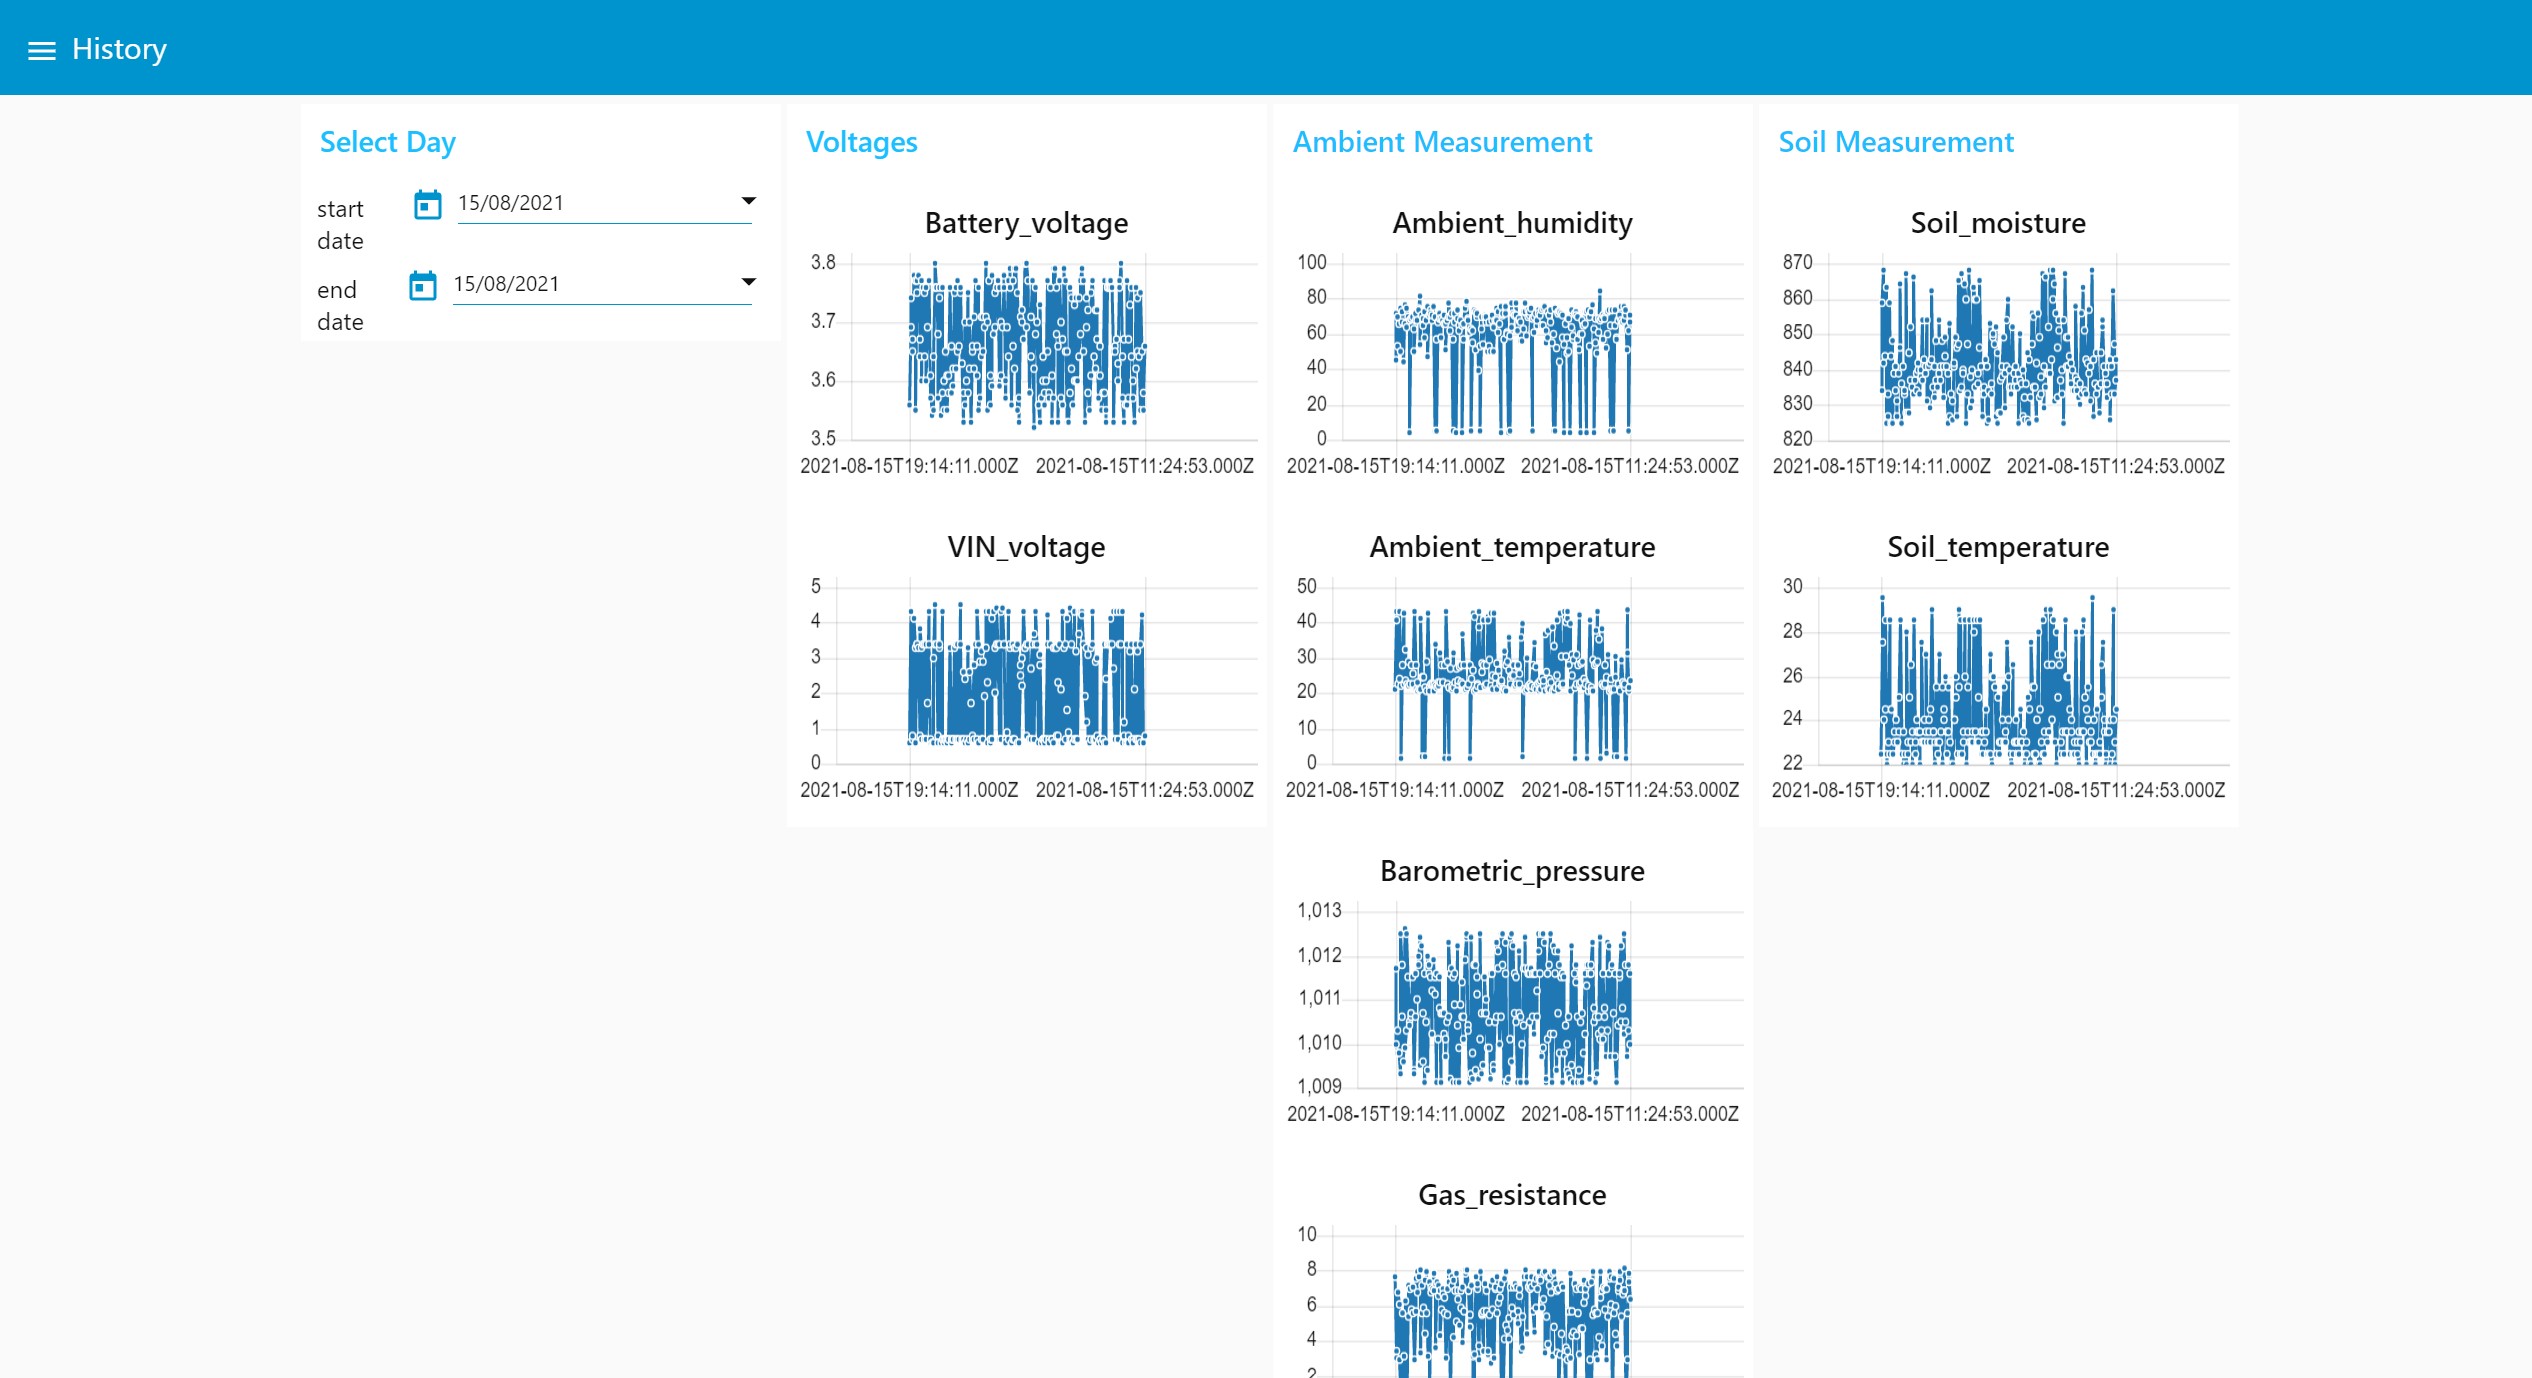 History
Select Day
start
date
15/08/2021
end
date
15/08/2021
Voltages
Battery_voltage
3.8
3.7
3.6
3.5
2021-08-15T19:14:11.000Z 2021-08-15T11:24:53.000Z
VIN_voltage
5
4
3
2
1
0
2021-08-15T19:14:11.000Z 2021-08-15T11:24:53.000Z
Ambient Measurement
Ambient_humidity
100
80
60
40
20
0
2021-08-15T19:14:11.000Z 2021-08-15T11:24:53.000Z
Ambient_temperature
50
40
30
20
10
0
2021-08-15T19:14:11.000Z 2021-08-15T11:24:53.000Z
Barometric_pressure
1,013
1,012
1,011
1,010
1,009
2021-08-15T19:14:11.000Z 2021-08-15T11:24:53.000Z
Gas_resistance
10
8
6
4
2
Soil Measurement
Soil_moisture
870
860
850
840
830
820
2021-08-15T19:14:11.000Z 2021-08-15T11:24:53.000Z
Soil_temperature
30
28
26
24
22
2021-08-15T19:14:11.000Z 2021-08-15T11:24:53.000Z